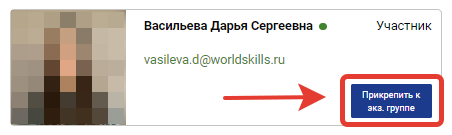 Васильева Дарья Сергеевна Участник
vasileva.d@worldskills.ru
Прикрепить к
экз. группе